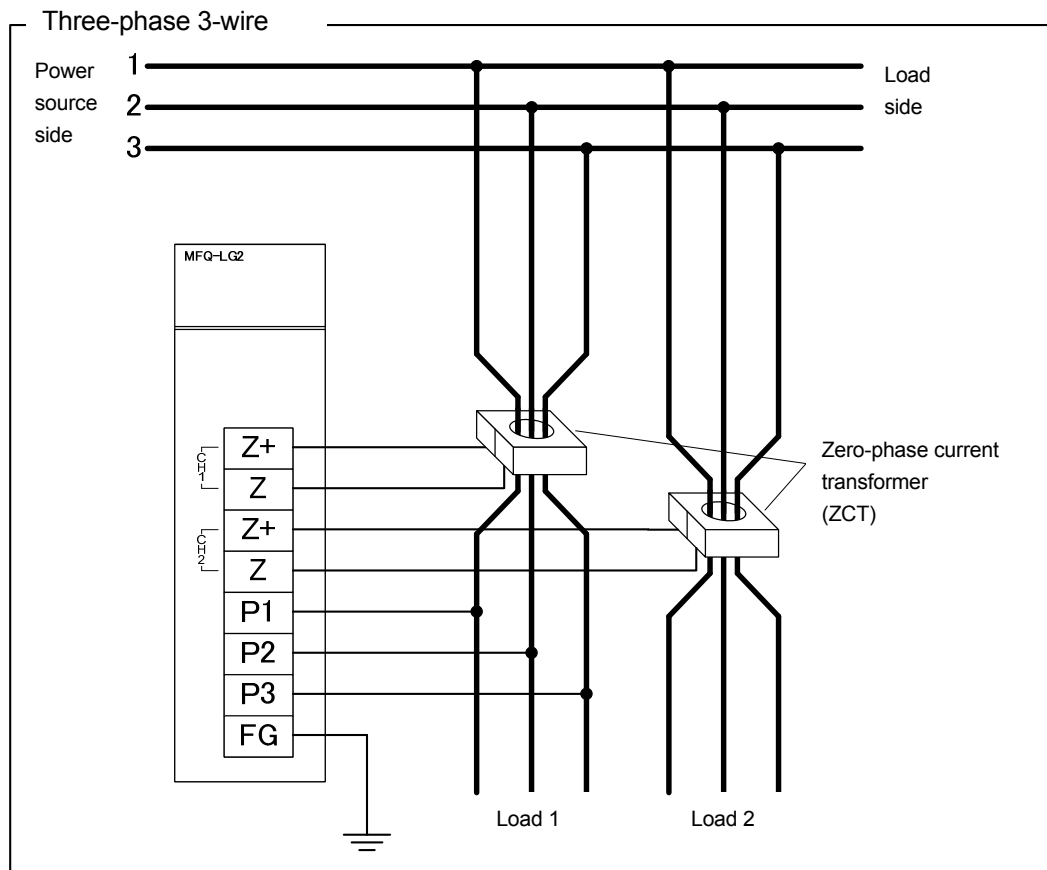 Three-phase 3-wire
Power
source
side
1
2
3
Load
side
MFQ-LG2
CH1
Z+
Z
CH2
Z+
Z
P1
P2
P3
FG
Zero-phase current
transformer
(ZCT)
Load 1
Load 2